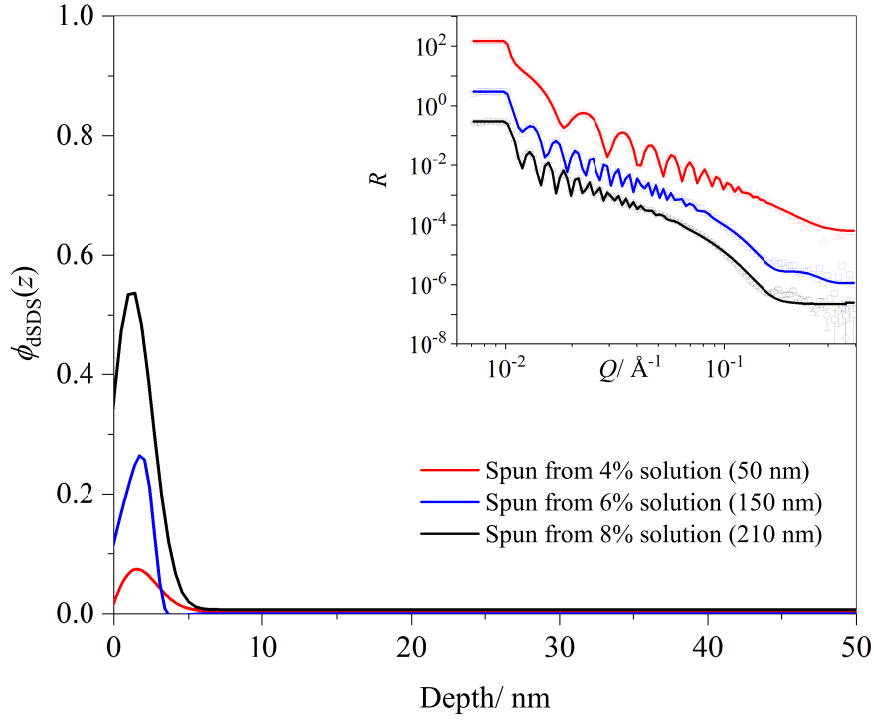 1.0
0.8
0.6
0.4
0.2
0.0
ϕdSDS(z)
0
10
20
30
40
50
Depth/ nm
10²
10⁰
10⁻²
10⁻⁴
10⁻⁶
10⁻⁸
R
10⁻²
Q/ Å⁻¹
10⁻¹
Spun from 4% solution (50 nm)
Spun from 6% solution (150 nm)
Spun from 8% solution (210 nm)